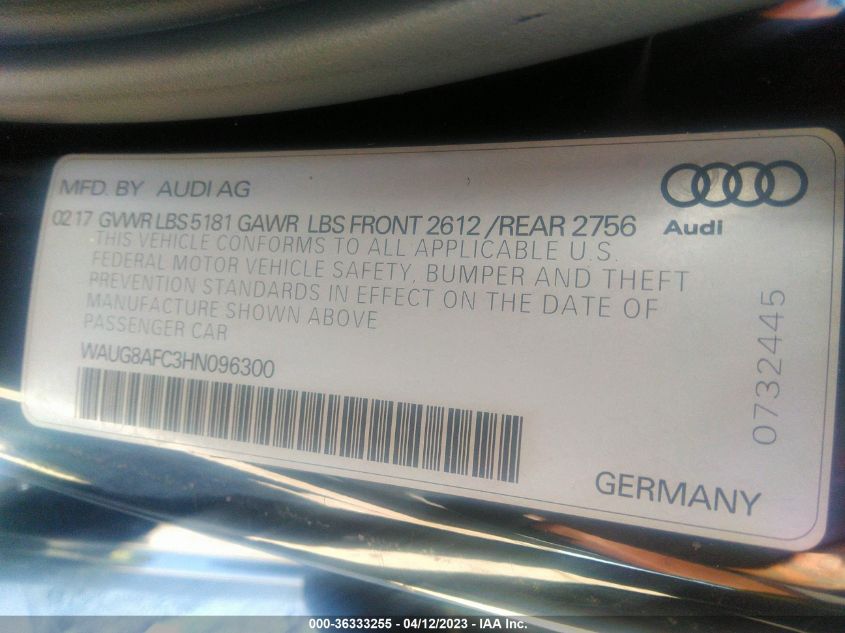 MFD. BY AUDI AG
Audi
02 17 GVWR LBS 5181 GAWR LBS FRONT 2612 /REAR 2756
THIS VEHICLE CONFORMS TO ALL APPLICABLE U.S.
FEDERAL MOTOR VEHICLE SAFETY, BUMPER AND THEFT
PREVENTION STANDARDS IN EFFECT ON THE DATE OF
MANUFACTURE SHOWN ABOVE
PASSENGER CAR
WAUG8AFC3HN096300
0732445
GERMANY
000-36333255 - 04/12/2023 - IAA Inc.